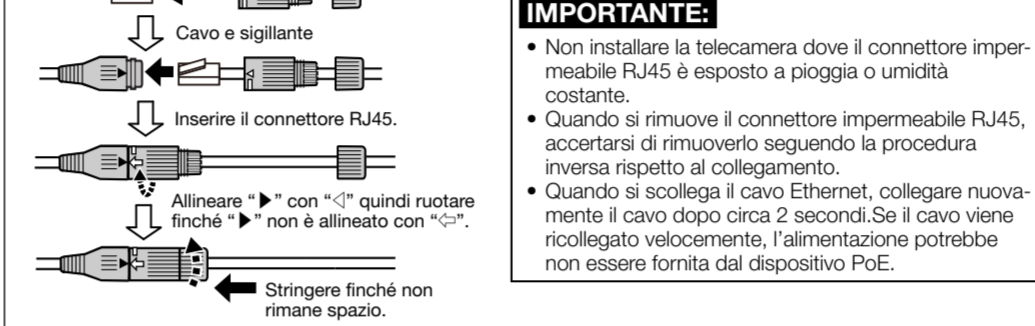 Cavo e sigillante
Inserire il connettore RJ45.
Allineare “▶” con “◁” quindi ruotare
finché “▶” non è allineato con “⇦”.
Stringere finché non
rimane spazio.
IMPORTANTE:
• Non installare la telecamera dove il connettore imper-
meabile RJ45 è esposto a pioggia o umidità
costante.
• Quando si rimuove il connettore impermeabile RJ45,
accertarsi di rimuoverlo seguendo la procedura
inversa rispetto al collegamento.
• Quando si scollega il cavo Ethernet, collegare nuova-
mente il cavo dopo circa 2 secondi.Se il cavo viene
ricollegato velocemente, l’alimentazione potrebbe
non essere fornita dal dispositivo PoE.